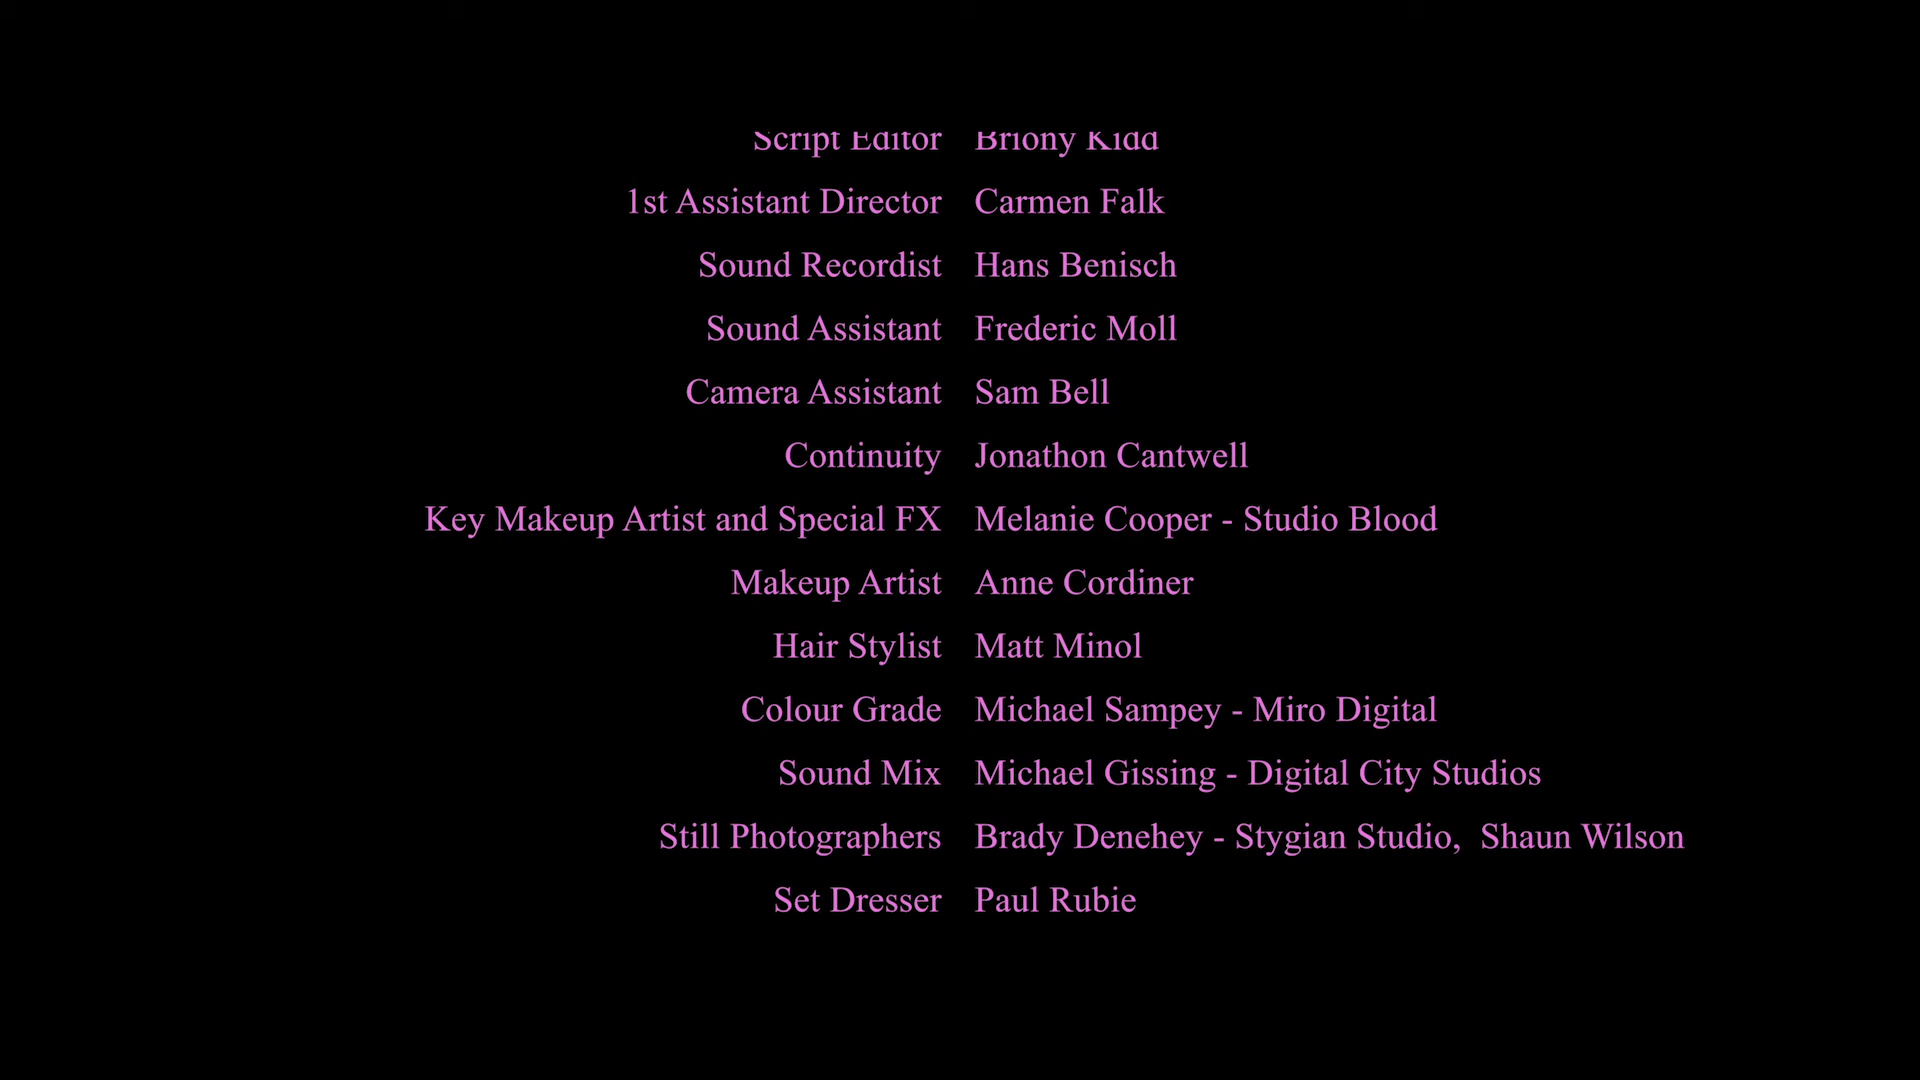 Script Editor Briony Kidd
1st Assistant Director Carmen Falk
Sound Recordist Hans Benisch
Sound Assistant Frederic Moll
Camera Assistant Sam Bell
Continuity Jonathon Cantwell
Key Makeup Artist and Special FX Melanie Cooper - Studio Blood
Makeup Artist Anne Cordiner
Hair Stylist Matt Minol
Colour Grade Michael Sampey - Miro Digital
Sound Mix Michael Gissing - Digital City Studios
Still Photographers Brady Denehey - Stygian Studio, Shaun Wilson
Set Dresser Paul Rubie